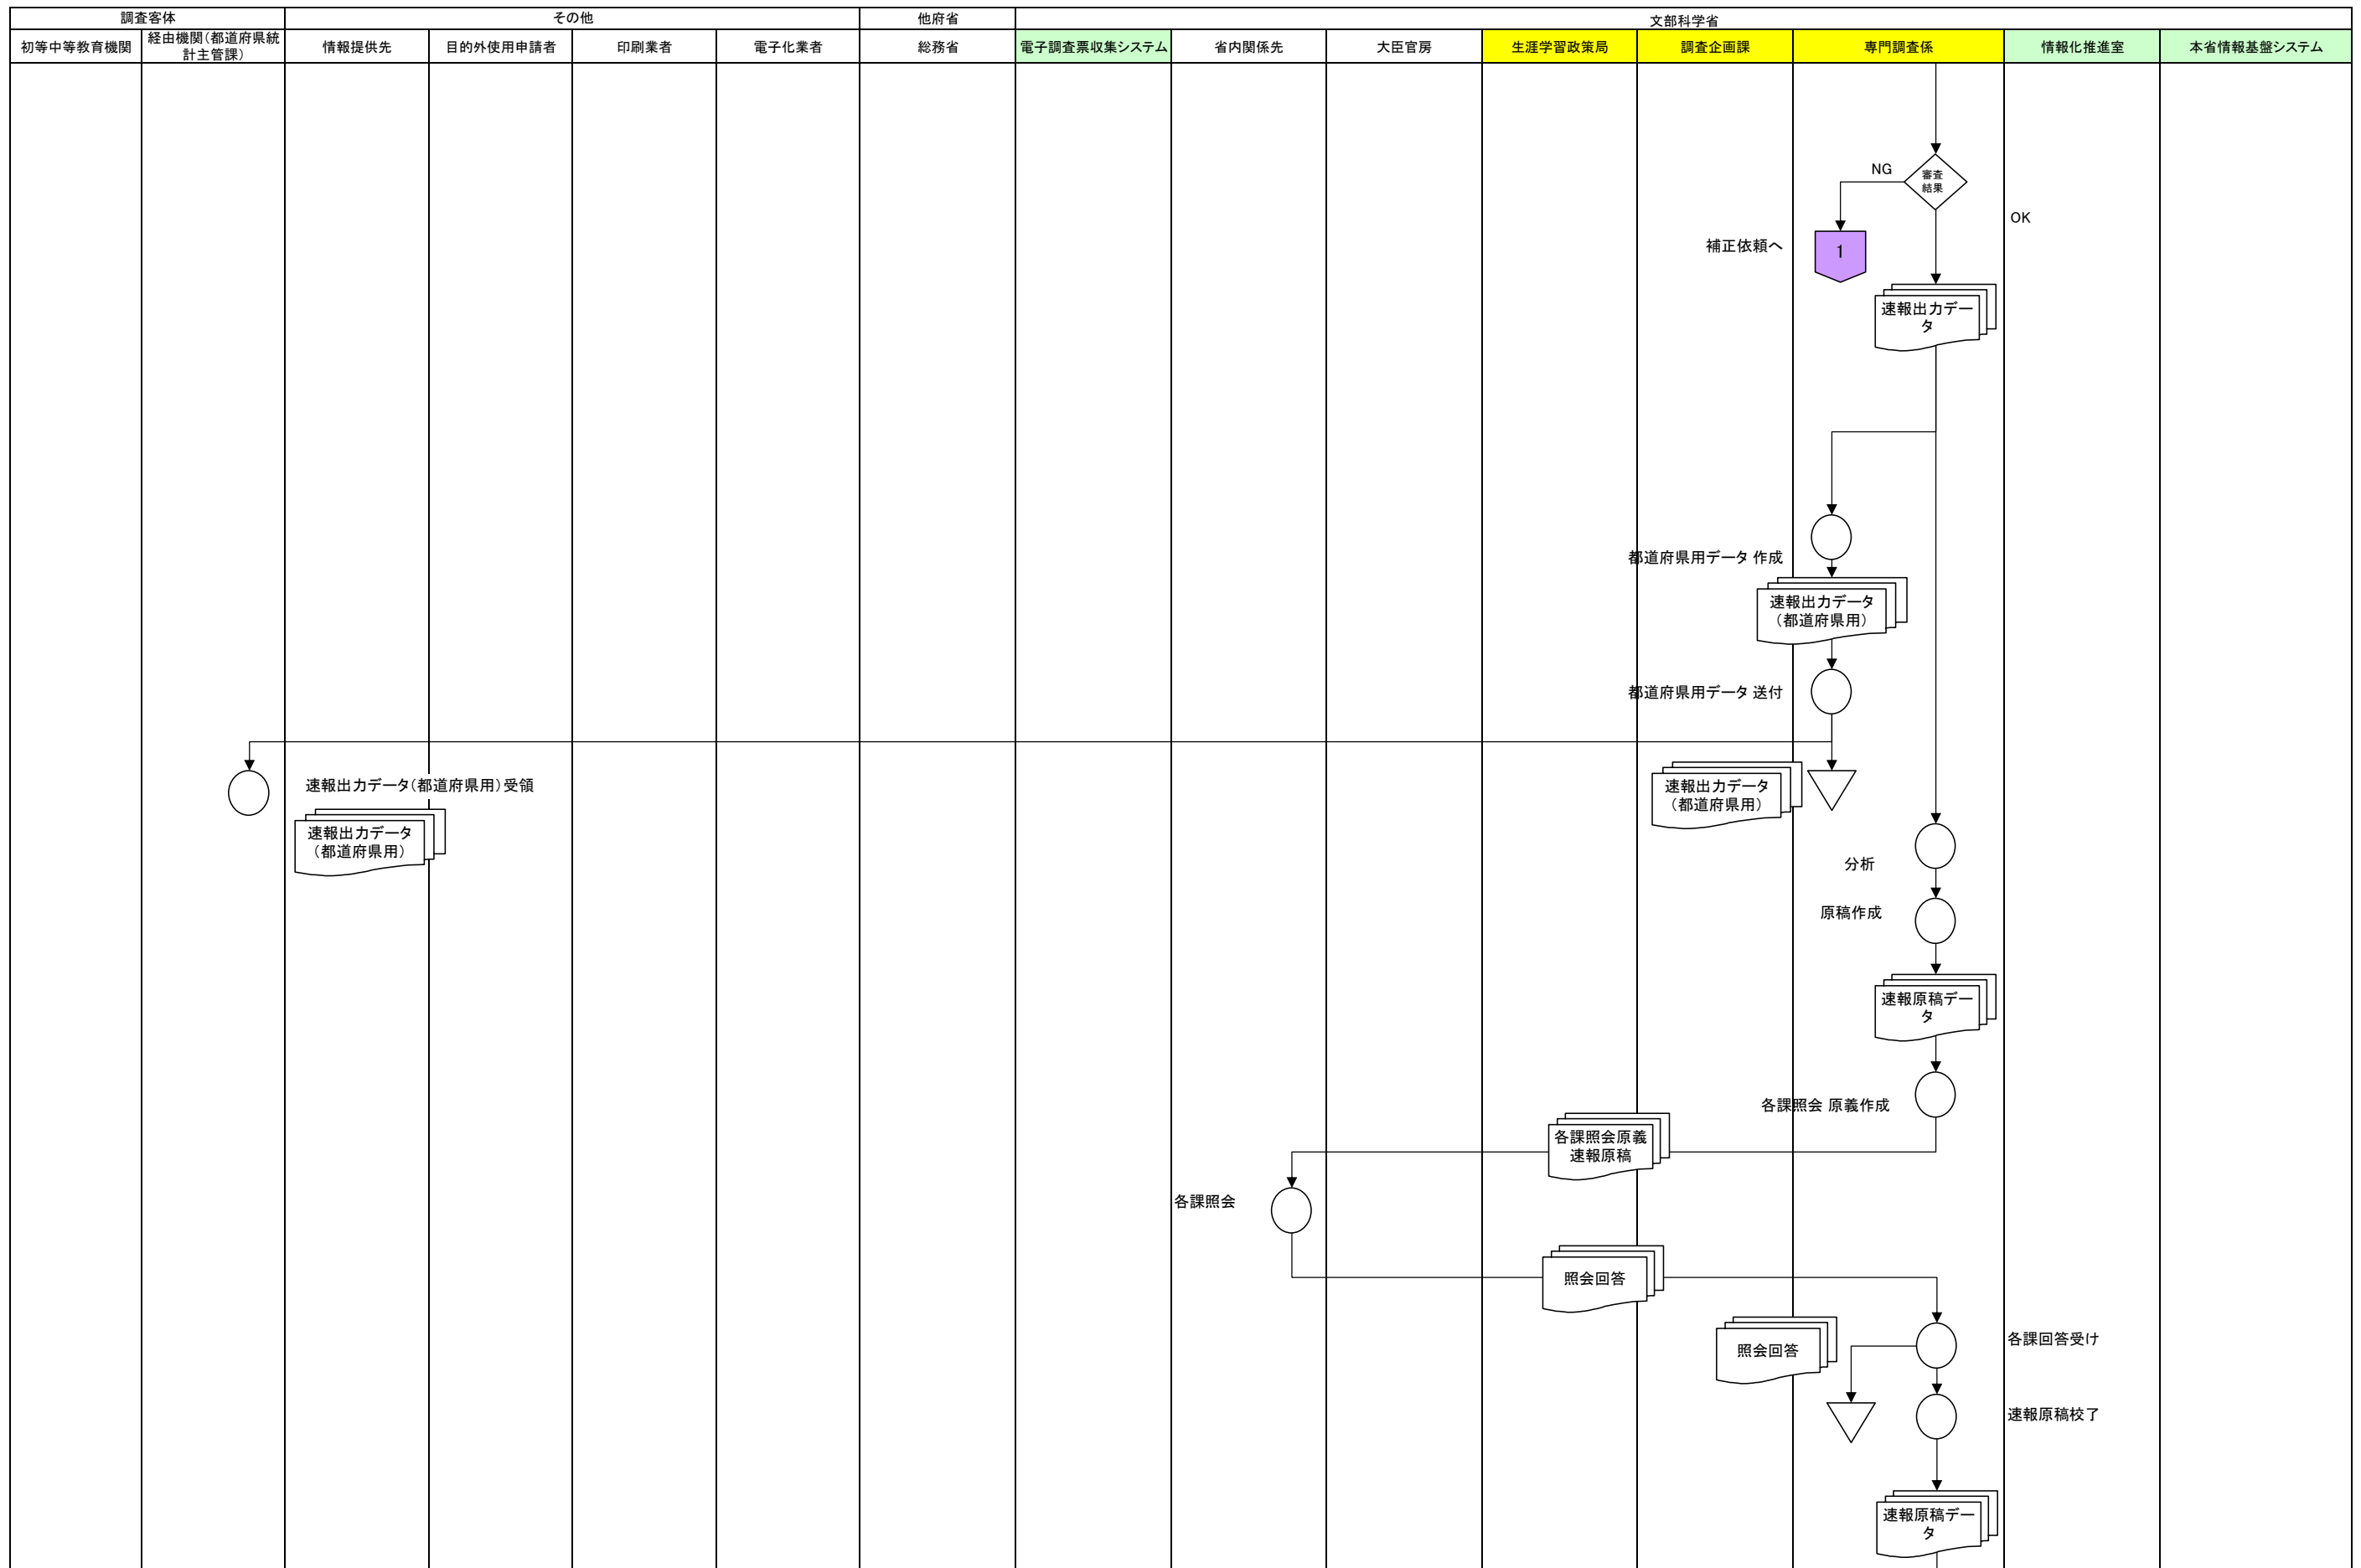 調査客体
その他
他府省
文部科学省
初等中等教育機関
経由機関（都道府県統
計主管課）
情報提供先
目的外使用申請者
印刷業者
電子化業者
総務省
電子調査票収集システム
省内関係先
大臣官房
生涯学習政策局
調査企画課
専門調査係
情報化推進室
本省情報基盤システム
NG
審査
結果
OK
補正依頼へ
1
速報出力デー
タ
都道府県用データ 作成
速報出力データ
（都道府県用）
都道府県用データ 送付
速報出力データ（都道府県用）受領
速報出力データ
（都道府県用）
速報出力データ
（都道府県用）
分析
原稿作成
速報原稿デー
タ
各課照会 原義作成
各課照会原義
速報原稿
各課照会
照会回答
各課回答受け
照会回答
速報原稿校了
速報原稿デー
タ